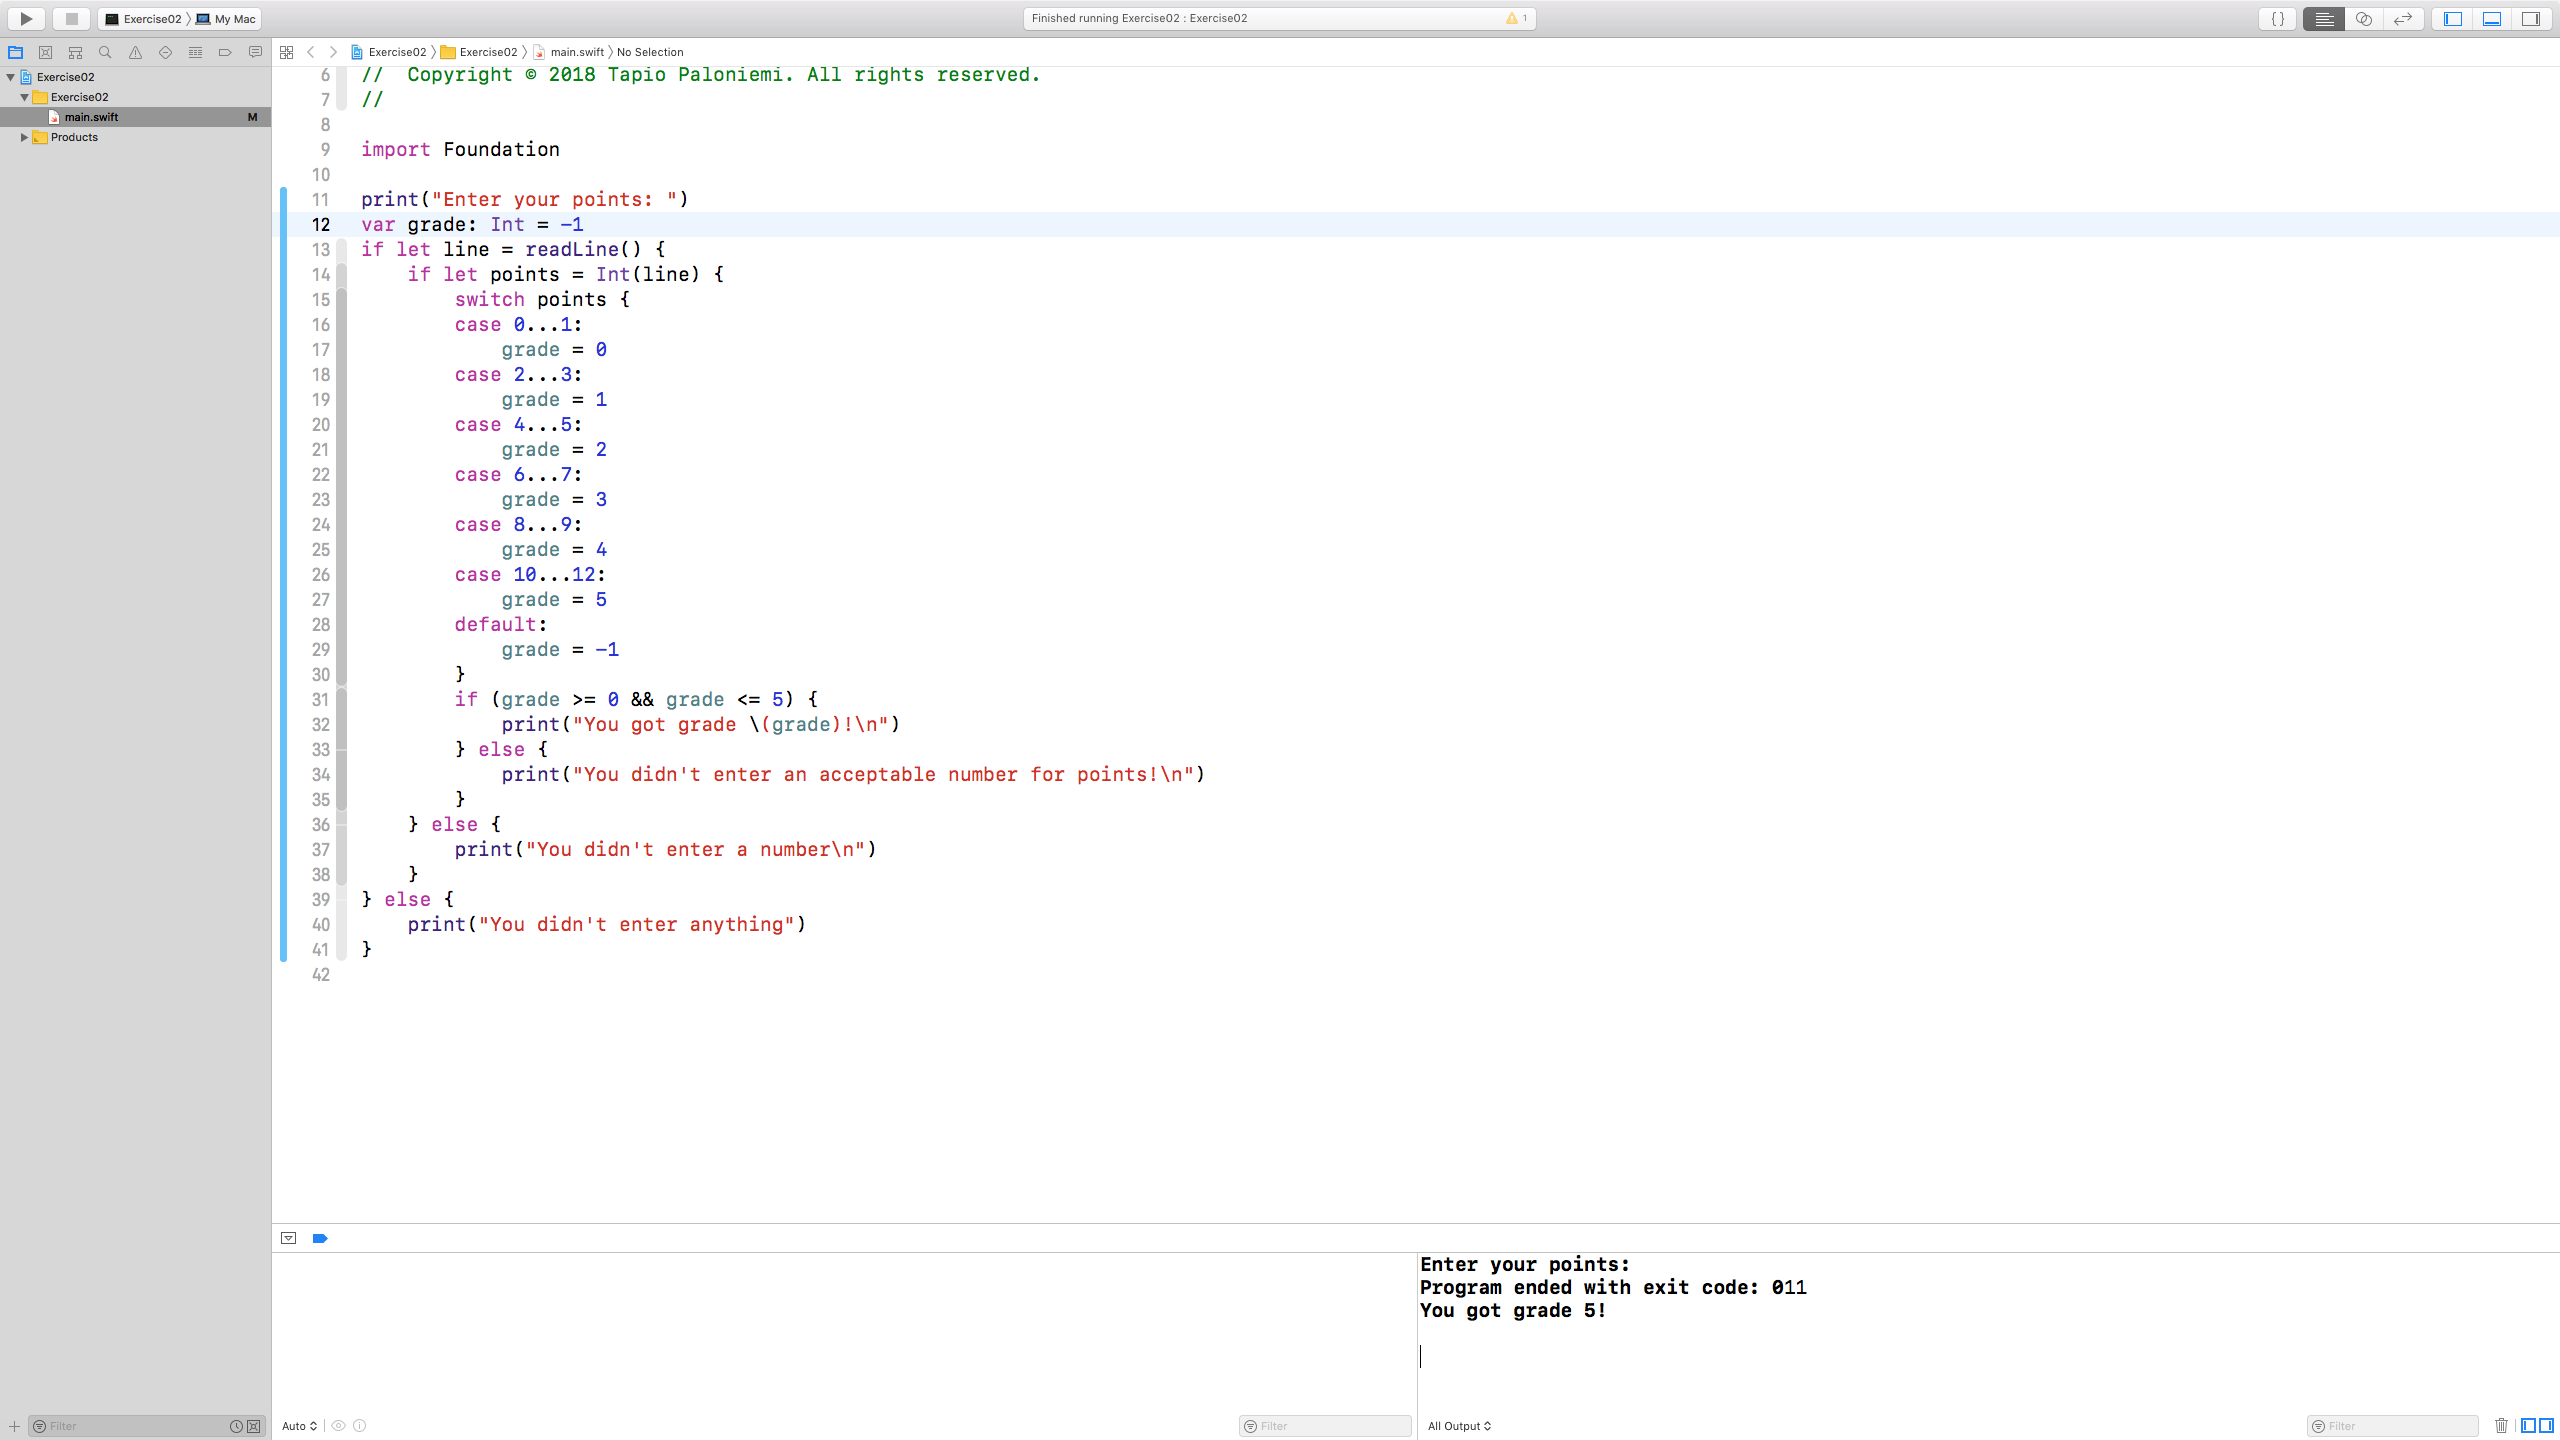 Exercise02 My Mac
Finished running Exercise02 : Exercise02
1
{}
Exercise02
Exercise02
main.swift M
Products
Exercise02 Exercise02 main.swift No Selection
6 //  Copyright © 2018 Tapio Paloniemi. All rights reserved.
7 //
8
9 import Foundation
10
11 print("Enter your points: ")
12 var grade: Int = -1
13 if let line = readLine() {
14     if let points = Int(line) {
15         switch points {
16         case 0...1:
17             grade = 0
18         case 2...3:
19             grade = 1
20         case 4...5:
21             grade = 2
22         case 6...7:
23             grade = 3
24         case 8...9:
25             grade = 4
26         case 10...12:
27             grade = 5
28         default:
29             grade = -1
30         }
31         if (grade >= 0 && grade <= 5) {
32             print("You got grade \(grade)!\n")
33         } else {
34             print("You didn't enter an acceptable number for points!\n")
35         }
36     } else {
37         print("You didn't enter a number\n")
38     }
39 } else {
40     print("You didn't enter anything")
41 }
42
Enter your points:
Program ended with exit code: 011
You got grade 5!
Filter
Auto
Filter
All Output
Filter